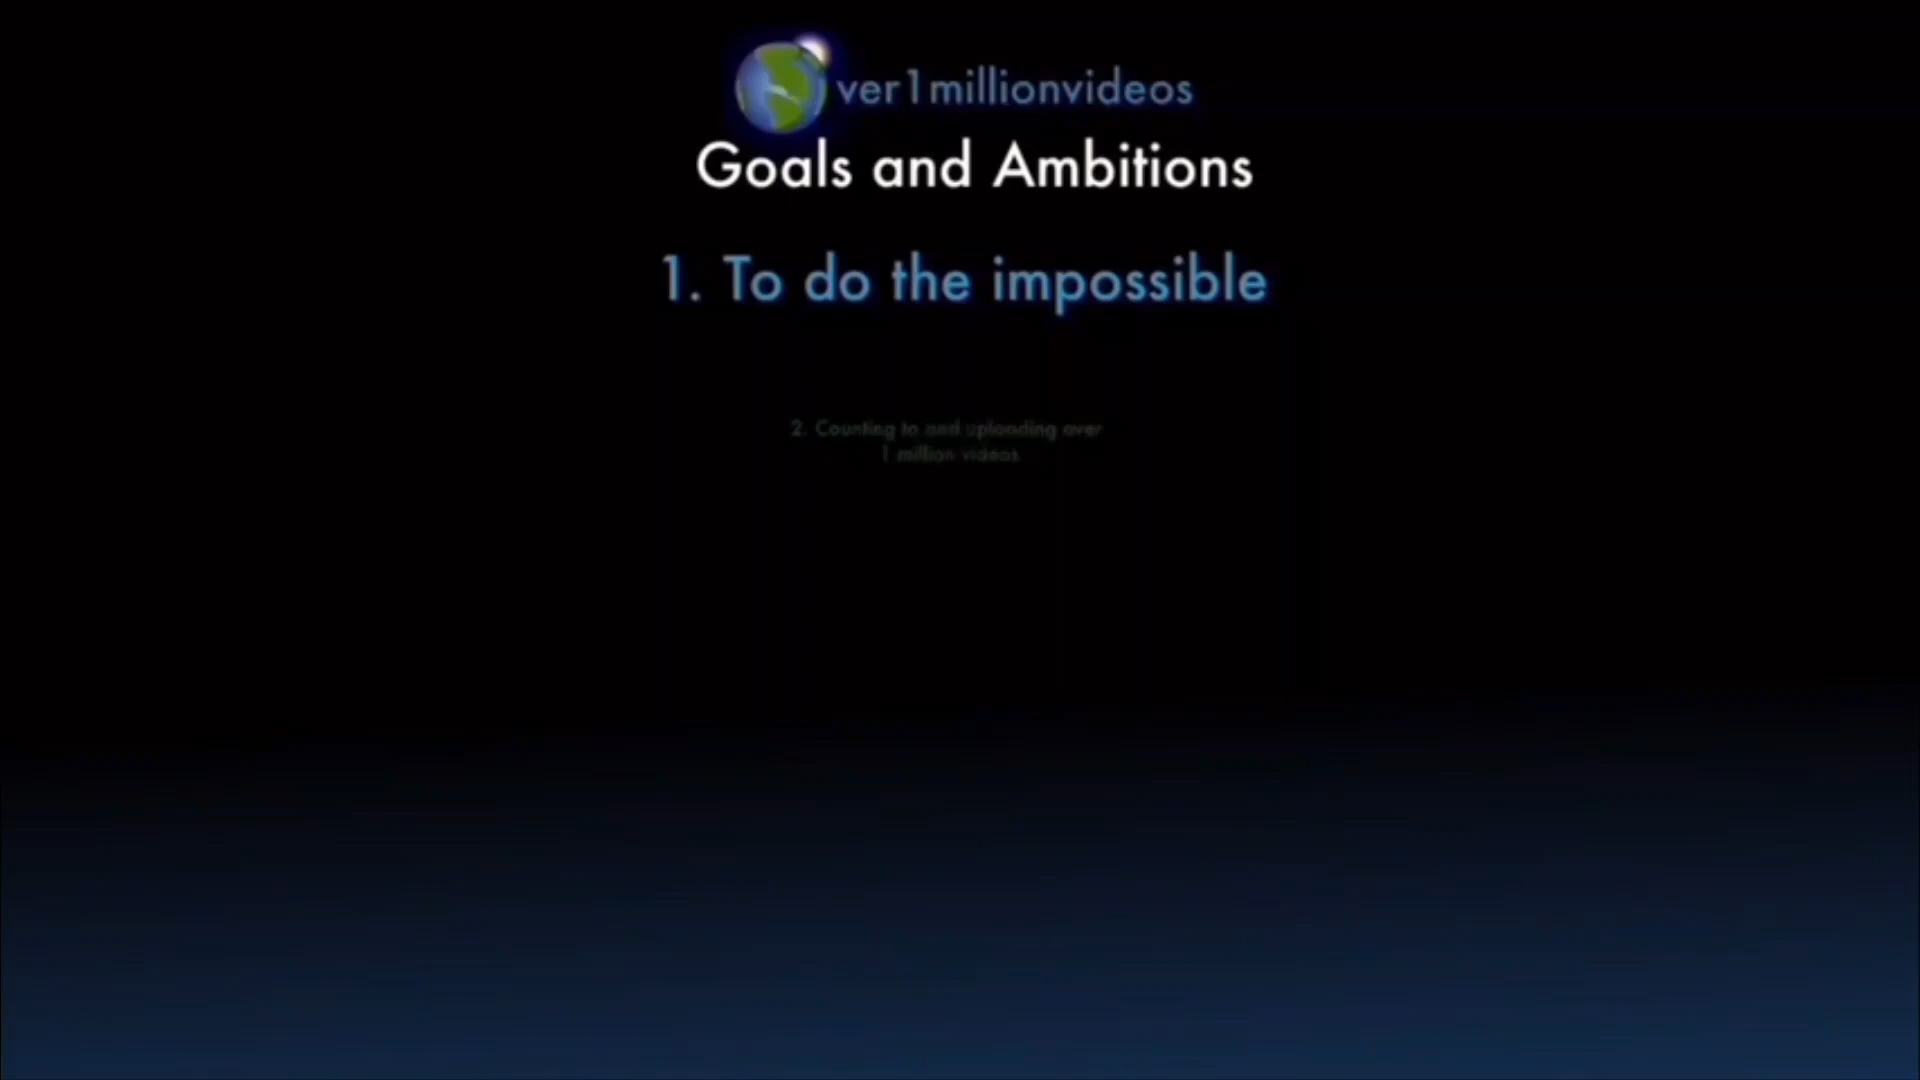 ver1millionvideos
Goals and Ambitions
1. To do the impossible
2. Counting to and uploading over
1 million videos